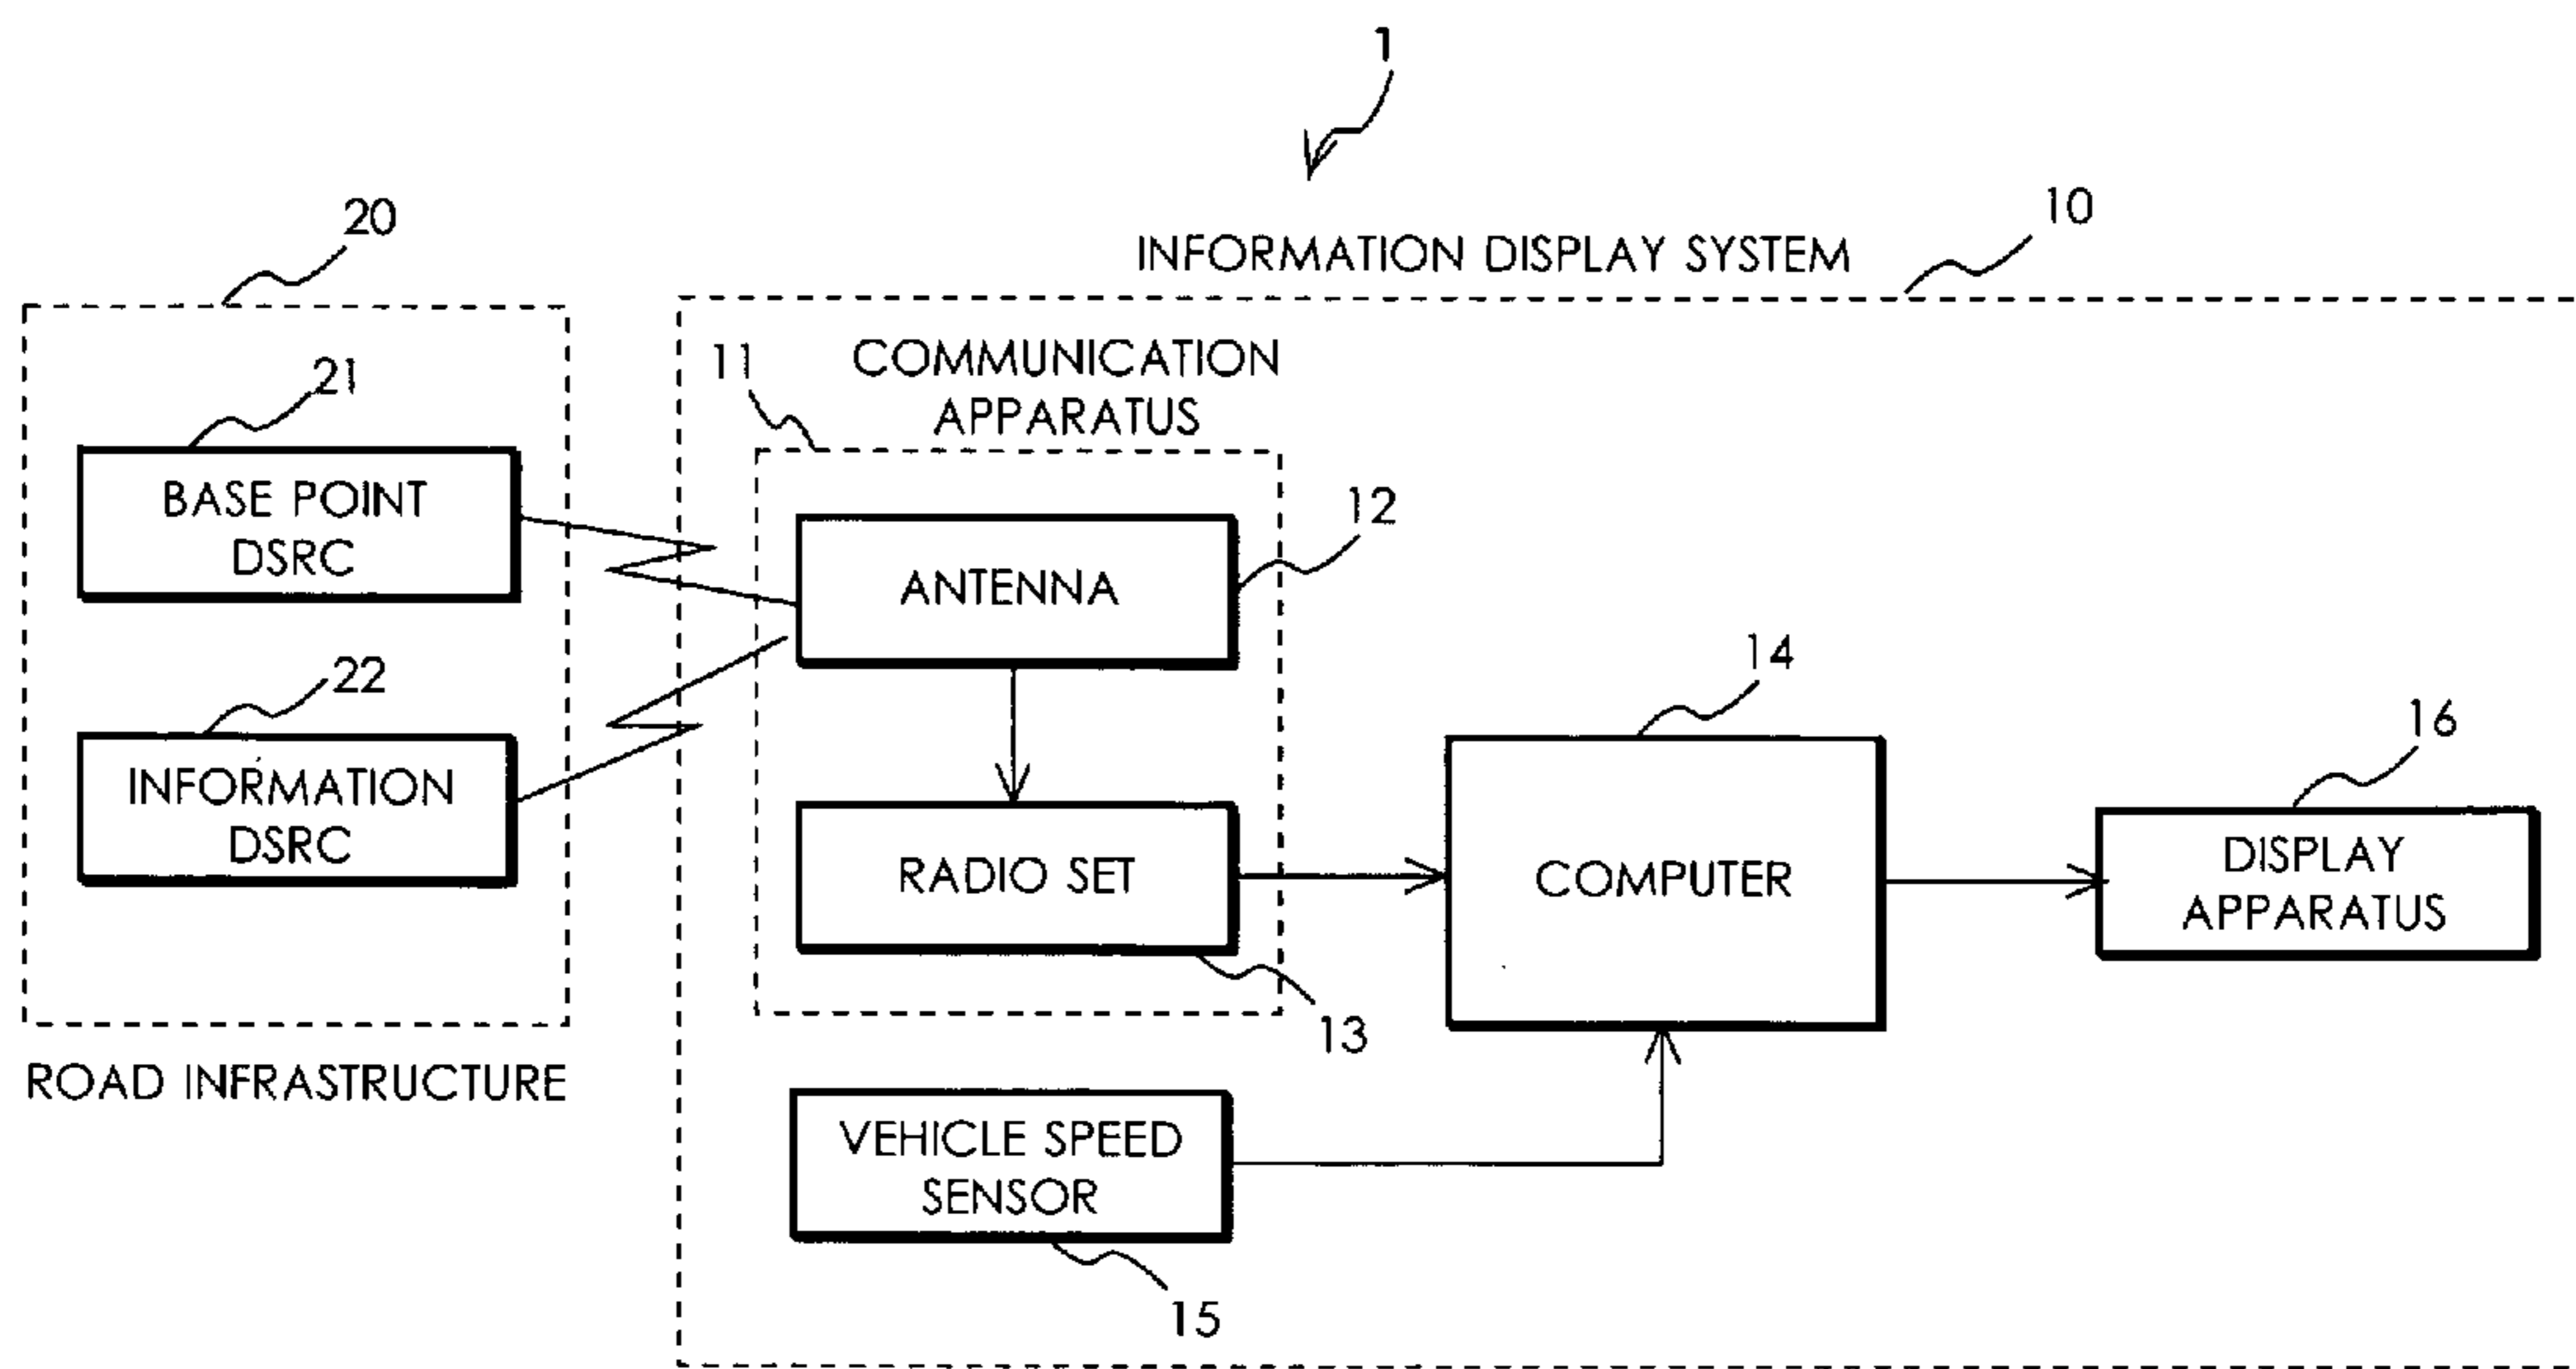 1
20
INFORMATION DISPLAY SYSTEM
10
21
BASE POINT
DSRC
22
INFORMATION
DSRC
ROAD INFRASTRUCTURE
11
COMMUNICATION
APPARATUS
12
ANTENNA
RADIO SET
13
14
COMPUTER
16
DISPLAY
APPARATUS
VEHICLE SPEED
SENSOR
15